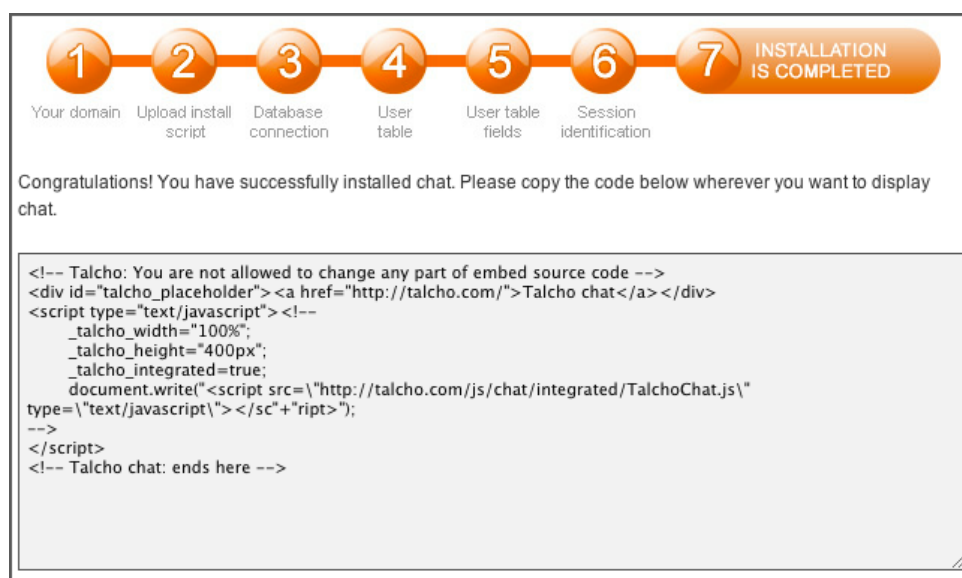 1 2 3 4 5 6 7 INSTALLATION
IS COMPLETED
Your domain Upload install Database User User table Session
script connection table fields identification
Congratulations! You have successfully installed chat. Please copy the code below wherever you want to display
chat.
<!-- Talcho: You are not allowed to change any part of embed source code -->
<div id="talcho_placeholder"><a href="http://talcho.com/">Talcho chat</a></div>
<script type="text/javascript"><!--
_talcho_width="100%";
_talcho_height="400px";
_talcho_integrated=true;
document.write("<script src=\"http://talcho.com/js/chat/integrated/TalchoChat.js\"
type=\"text/javascript\"></sc"+"ript>");
-->
</script>
<!-- Talcho chat: ends here -->